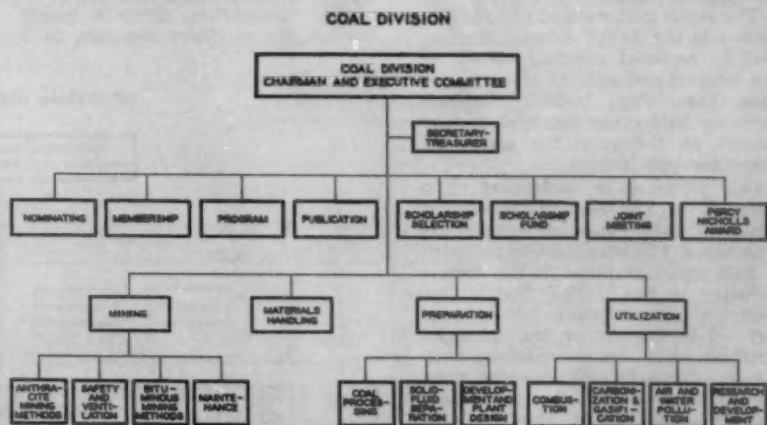 COAL DIVISION
COAL DIVISION
CHAIRMAN AND EXECUTIVE COMMITTEE
SECRETARY-
TREASURER
NOMINATING
MEMBERSHIP
PROGRAM
PUBLICATION
SCHOLARSHIP
SELECTION
SCHOLARSHIP
FUND
JOINT
MEETING
PERCY
NICHOLLS
AWARD
MINING
MATERIALS
HANDLING
PREPARATION
UTILIZATION
ANTHRA-
CITE
MINING
METHODS
SAFETY
AND
VENTI-
LATION
BITU-
MINOUS
MINING
METHODS
MAINTE-
NANCE
COAL
PROCES-
SING
SOLID-
FLUID
SEPA-
RATION
DEVELOP-
MENT AND
PLANT
DESIGN
COMBUS-
TION
CARBONI-
ZATION &
GASIFI-
CATION
AIR AND
WATER
POLLU-
TION
RESEARCH
AND
DEVELOP-
MENT